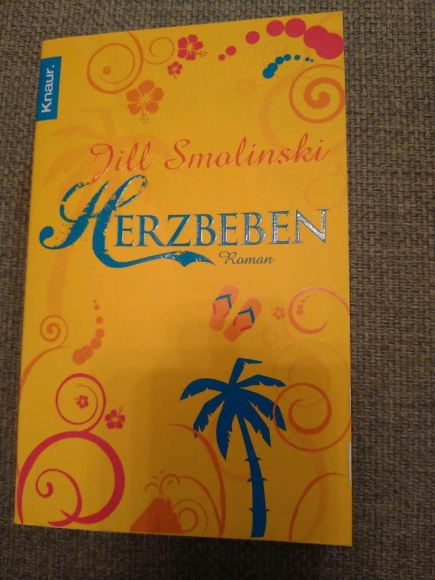 Knaur.
Jill Smolinski
HERZBEBEN
Roman